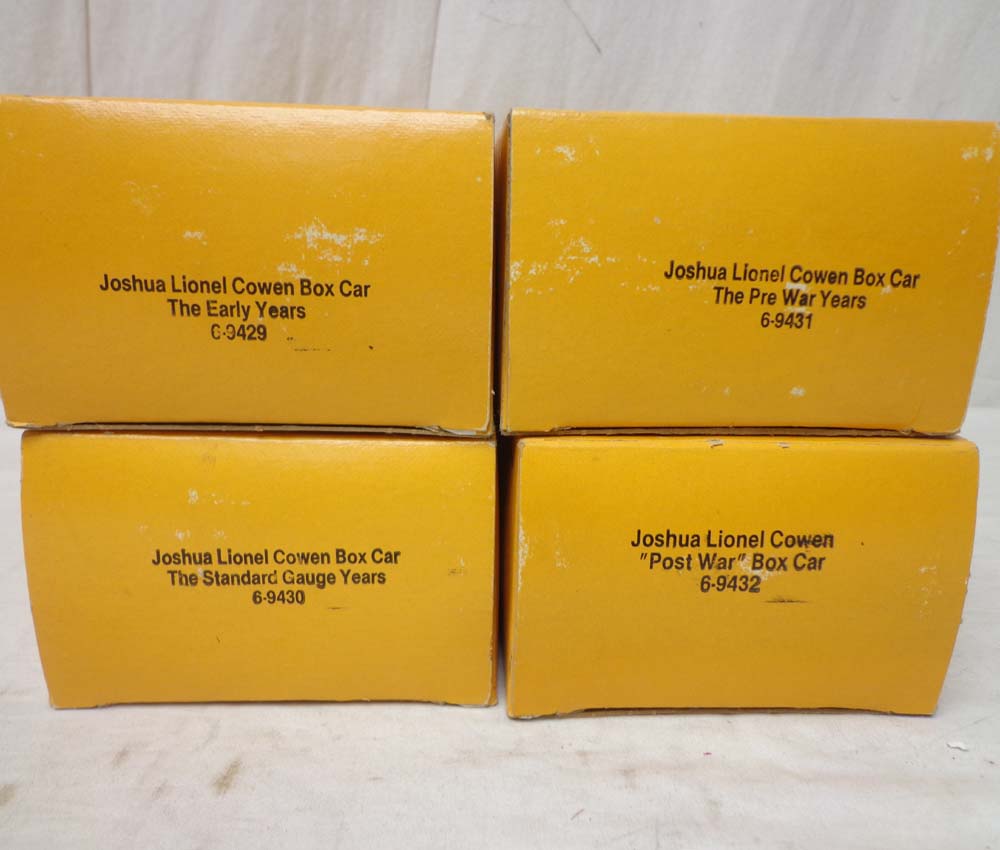 Joshua Lionel Cowen Box Car
The Early Years
6-9429
Joshua Lionel Cowen Box Car
The Pre War Years
6-9431
Joshua Lionel Cowen Box Car
The Standard Gauge Years
6-9430
Joshua Lionel Cowen
"Post War" Box Car
6-9432